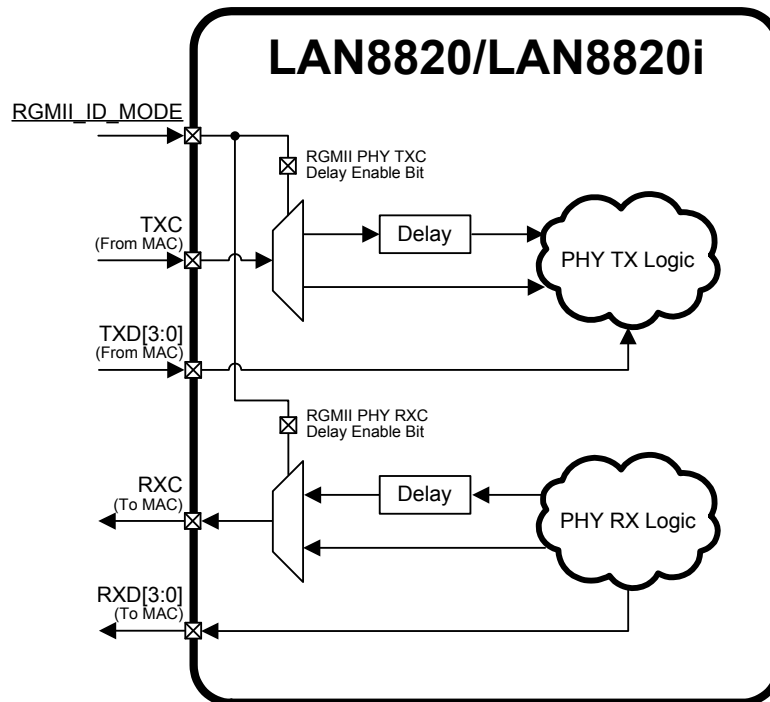 LAN8820/LAN8820i
RGMII_ID_MODE
RGMII PHY TXC
Delay Enable Bit
TXC
(From MAC)
Delay
PHY TX Logic
TXD[3:0]
(From MAC)
RGMII PHY RXC
Delay Enable Bit
RXC
(To MAC)
Delay
PHY RX Logic
RXD[3:0]
(To MAC)